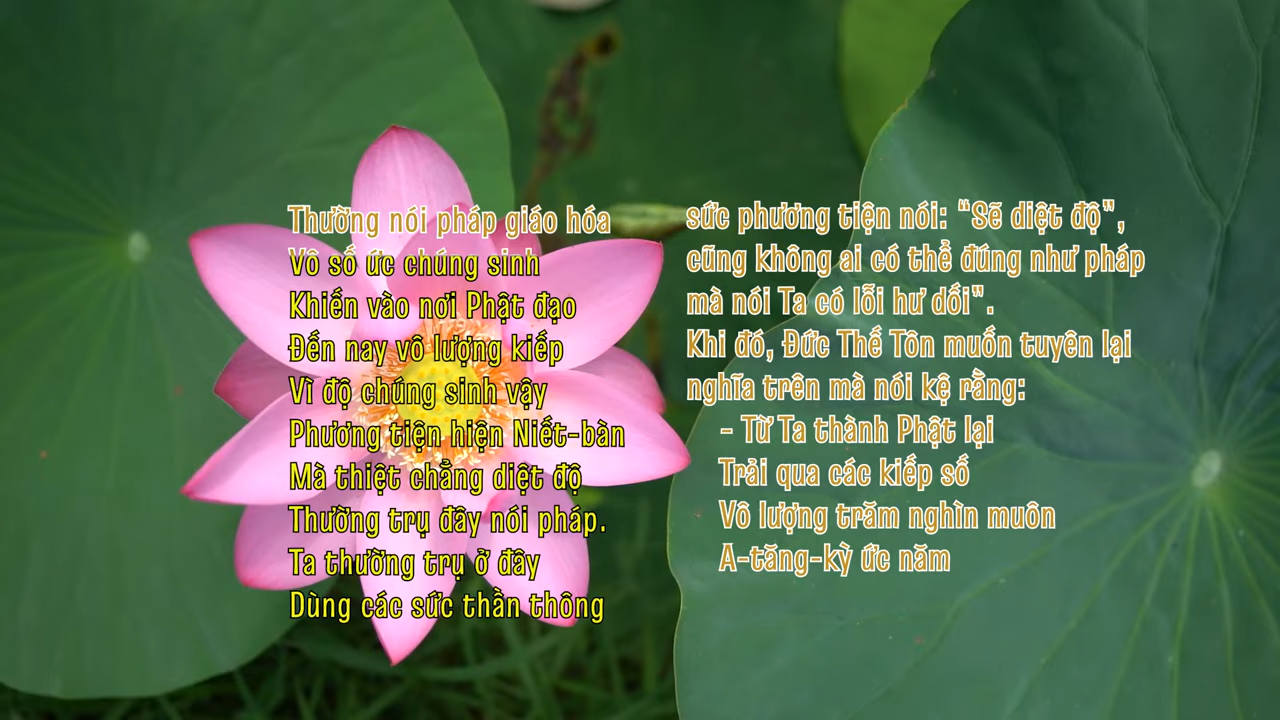 Thường nói pháp giáo hóa
Vô số ức chúng sinh
Khiến vào nơi Phật đạo
Đến nay vô lượng kiếp
Vì độ chúng sinh vậy
Phương tiện hiện Niết-bàn
Mà thiệt chẳng diệt độ
Thường trụ đây nói pháp.
Ta thường trụ ở đây
Dùng các sức thần thông
sức phương tiện nói: “Sẽ diệt độ”,
cũng không ai có thể đúng như pháp
mà nói Ta có lỗi hư dối”.
Khi đó, Đức Thế Tôn muốn tuyên lại
nghĩa trên mà nói kệ rằng:
- Từ Ta thành Phật lại
Trải qua các kiếp số
Vô lượng trăm nghìn muôn
A-tăng-kỳ ức năm